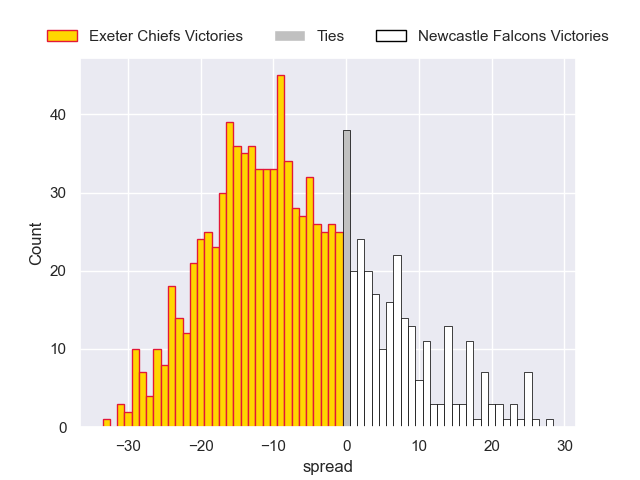 Exeter Chiefs Victories Ties Newcastle Falcons Victories
40
30
20
10
0
Count
−30 −20 −10 0 10 20 30
spread